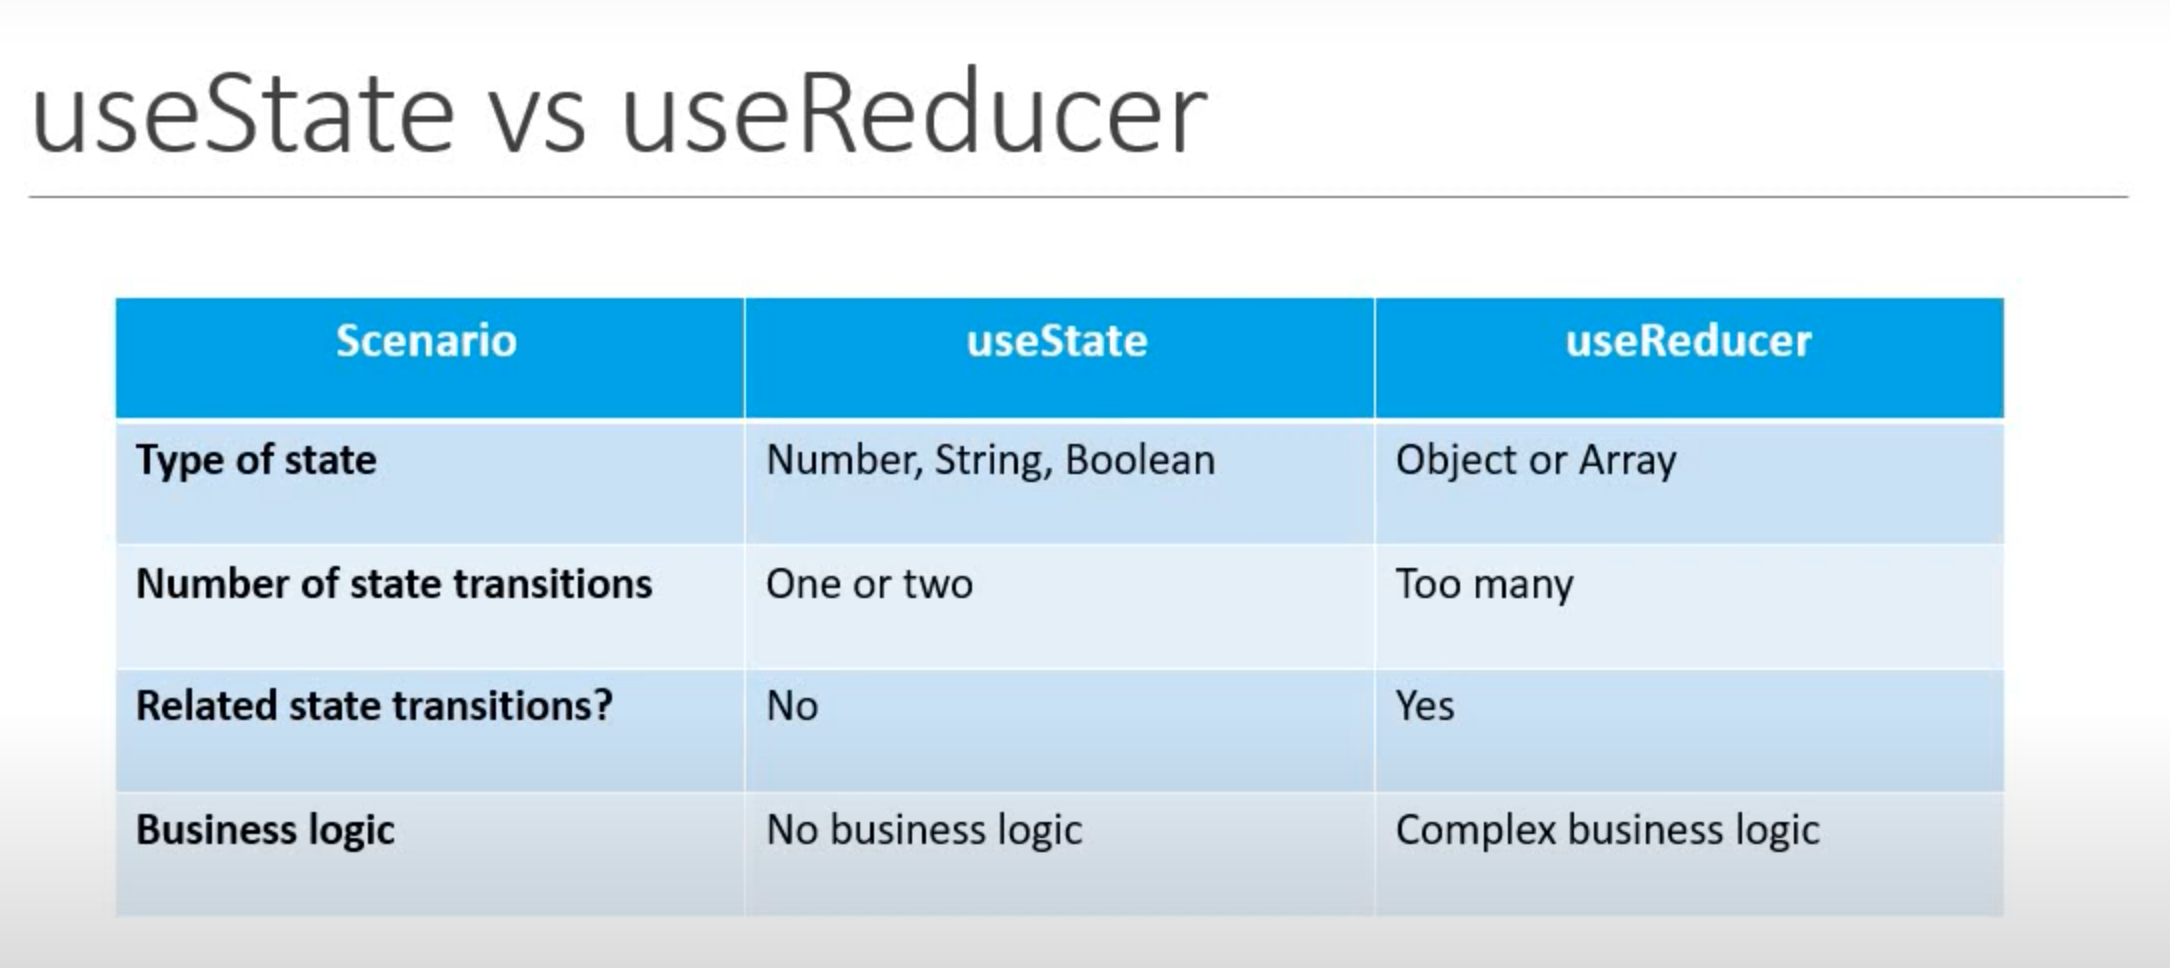 useState vs useReducer
Scenario useState useReducer
Type of state Number, String, Boolean Object or Array
Number of state transitions One or two Too many
Related state transitions? No Yes
Business logic No business logic Complex business logic